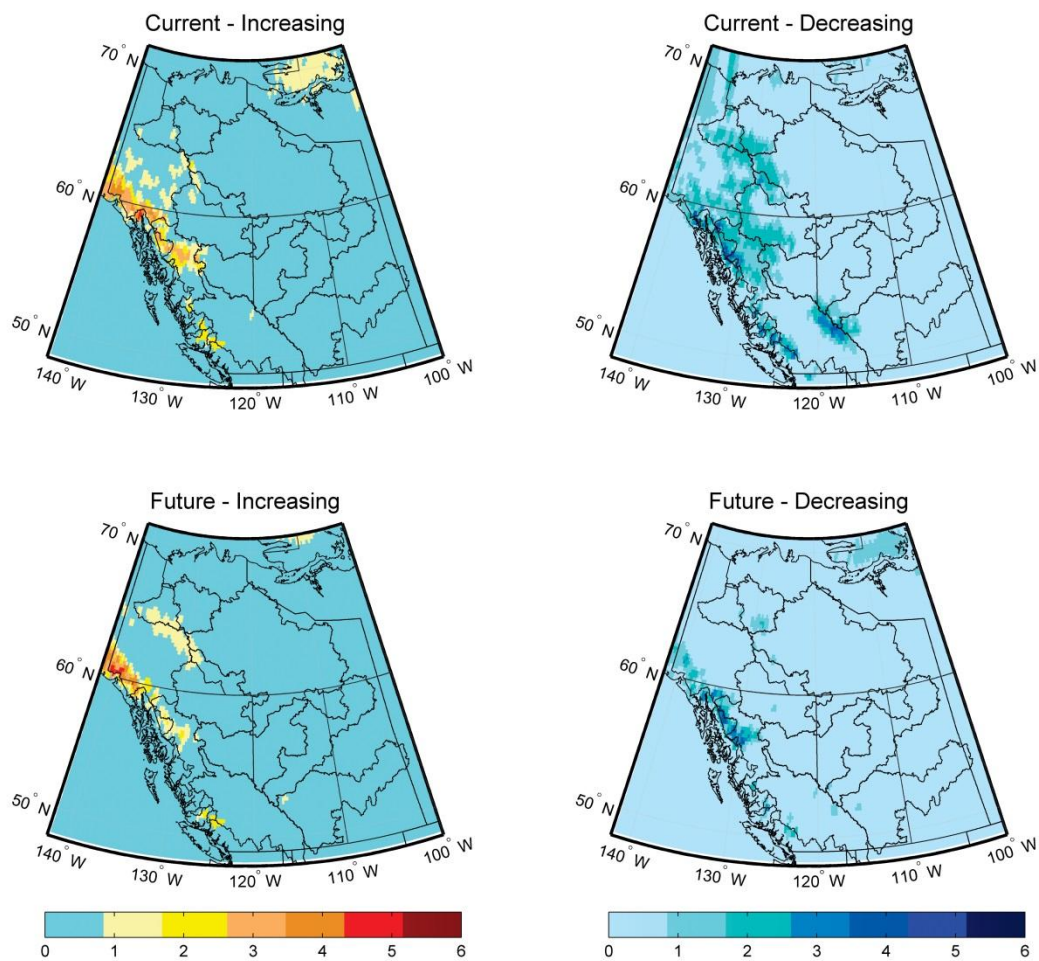 Current - Increasing
70° N
60° N
50° N
140° W
130° W
120° W
110° W
100° W
Current - Decreasing
70° N
60° N
50° N
140° W
130° W
120° W
110° W
100° W
Future - Increasing
70° N
60° N
50° N
140° W
130° W
120° W
110° W
100° W
Future - Decreasing
70° N
60° N
50° N
140° W
130° W
120° W
110° W
100° W
0 1 2 3 4 5 6
0 1 2 3 4 5 6